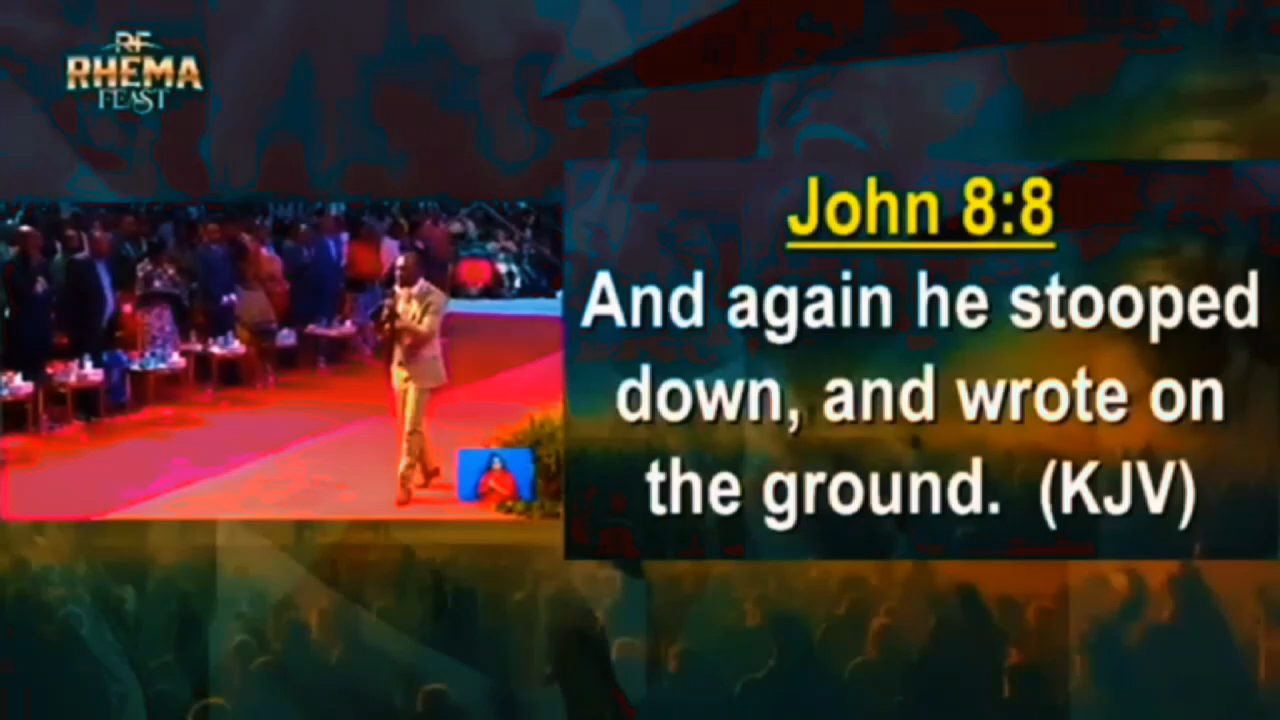 RF
RHEMA
FEAST
John 8:8
And again he stooped
down, and wrote on
the ground. (KJV)